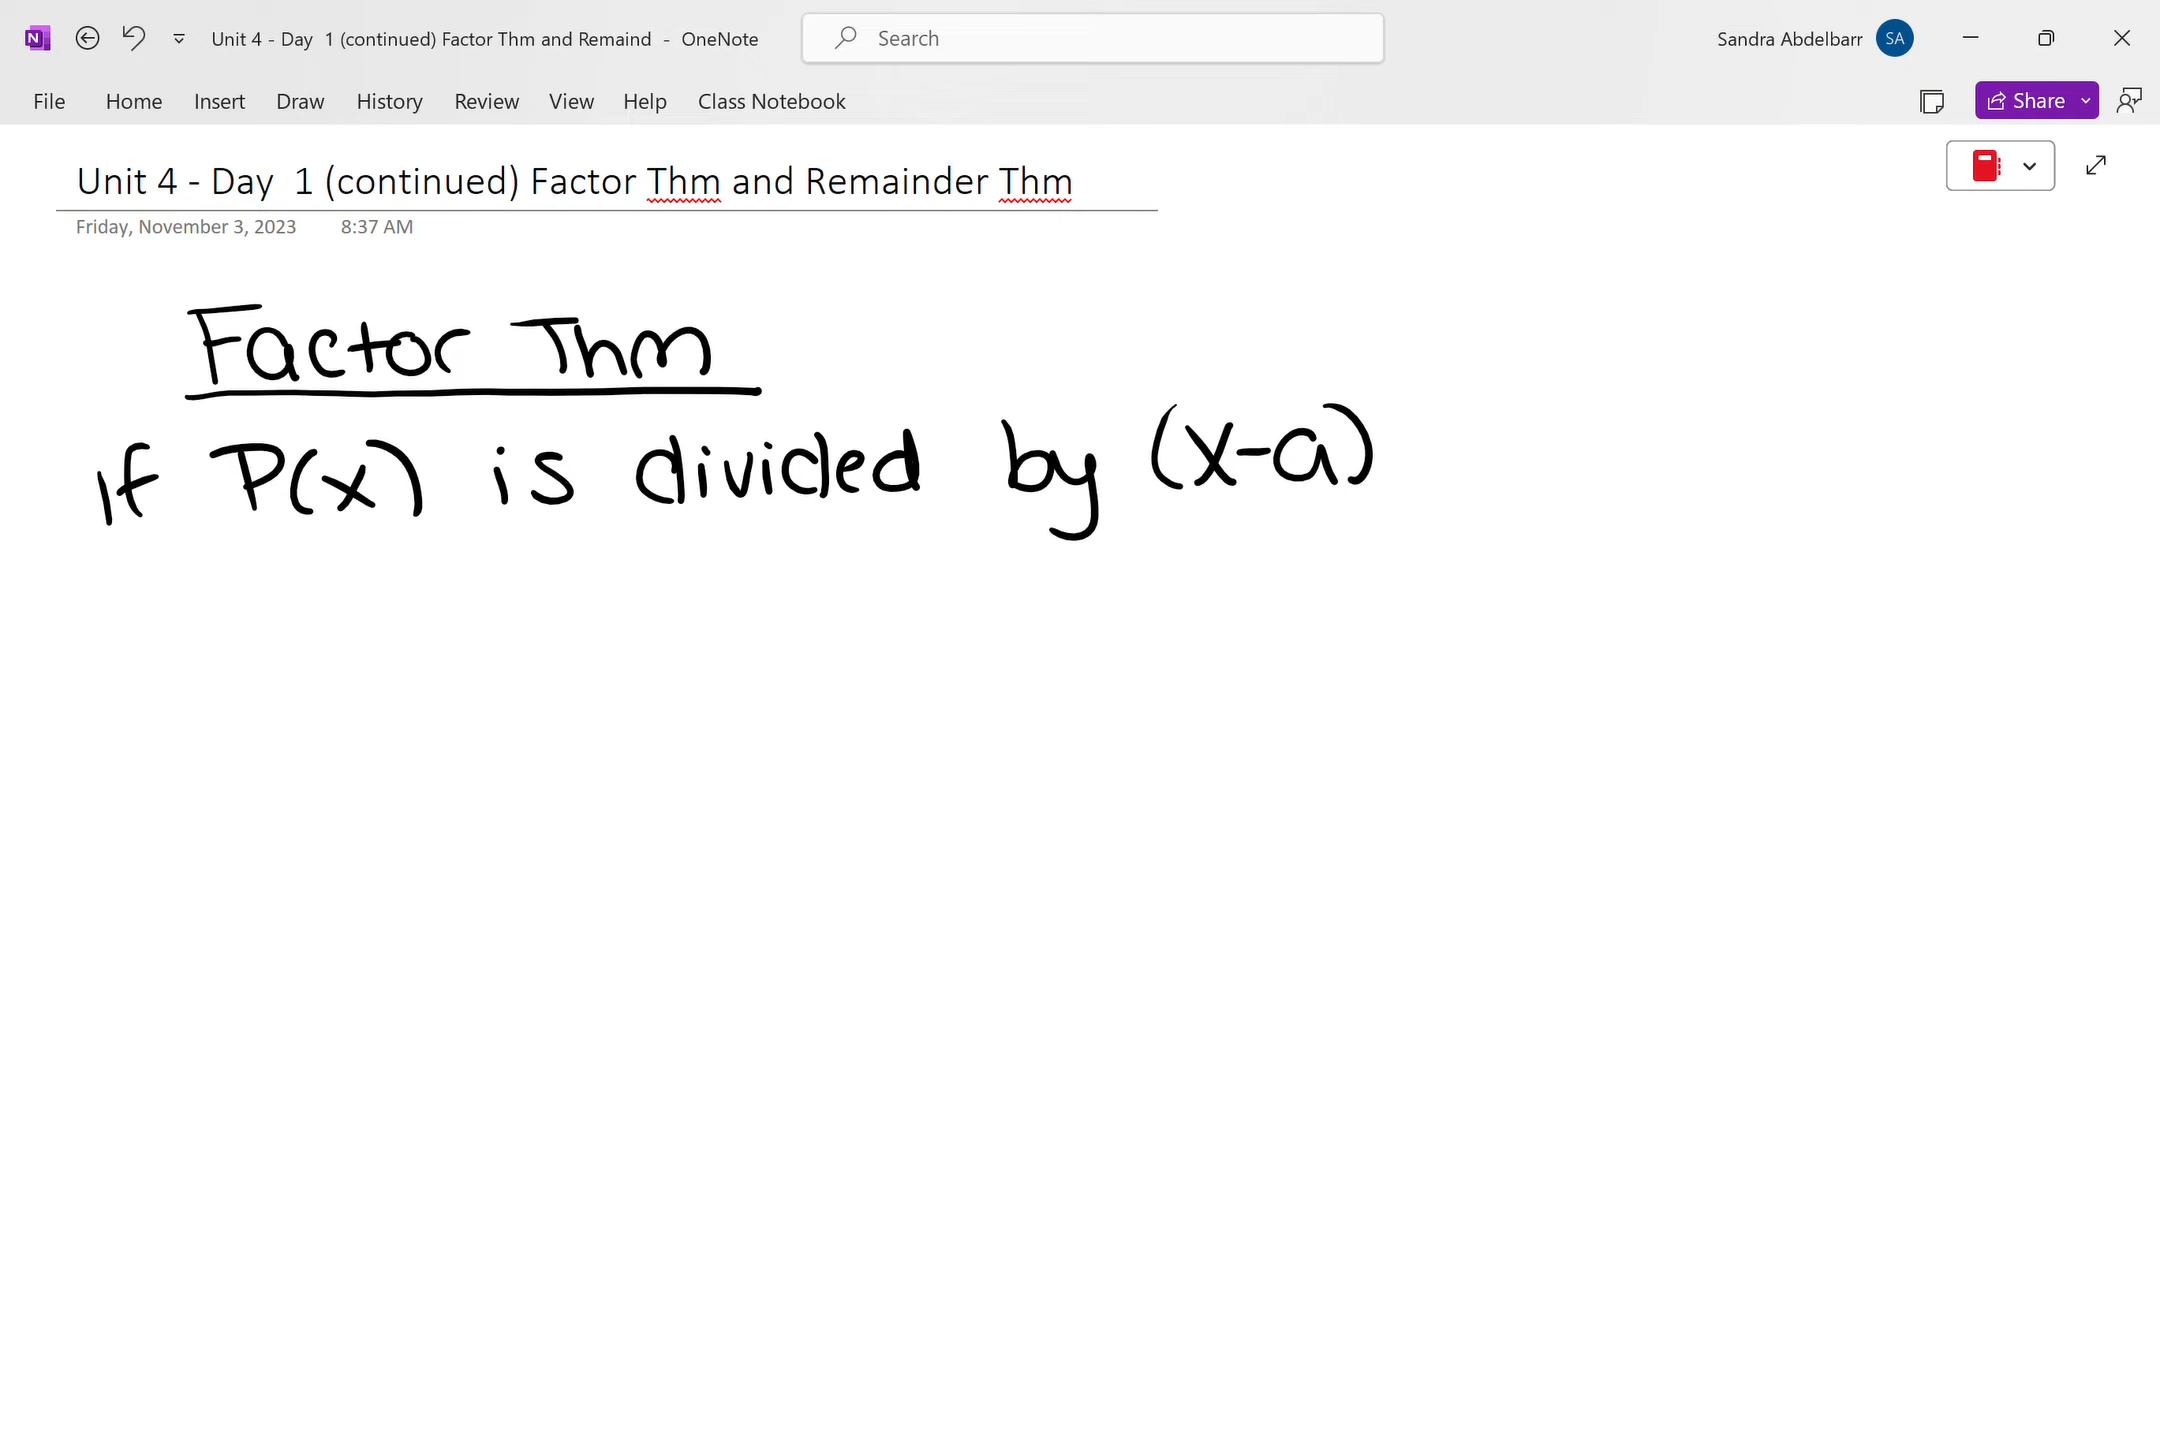 Unit 4 - Day  1 (continued) Factor Thm and Remaind  -  OneNote
Search
Sandra Abdelbarr
SA
File Home Insert Draw History Review View Help Class Notebook
Share
Unit 4 - Day  1 (continued) Factor Thm and Remainder Thm
Friday, November 3, 2023 8:37 AM
Factor Thm
If P(x) is divided by (x-a)